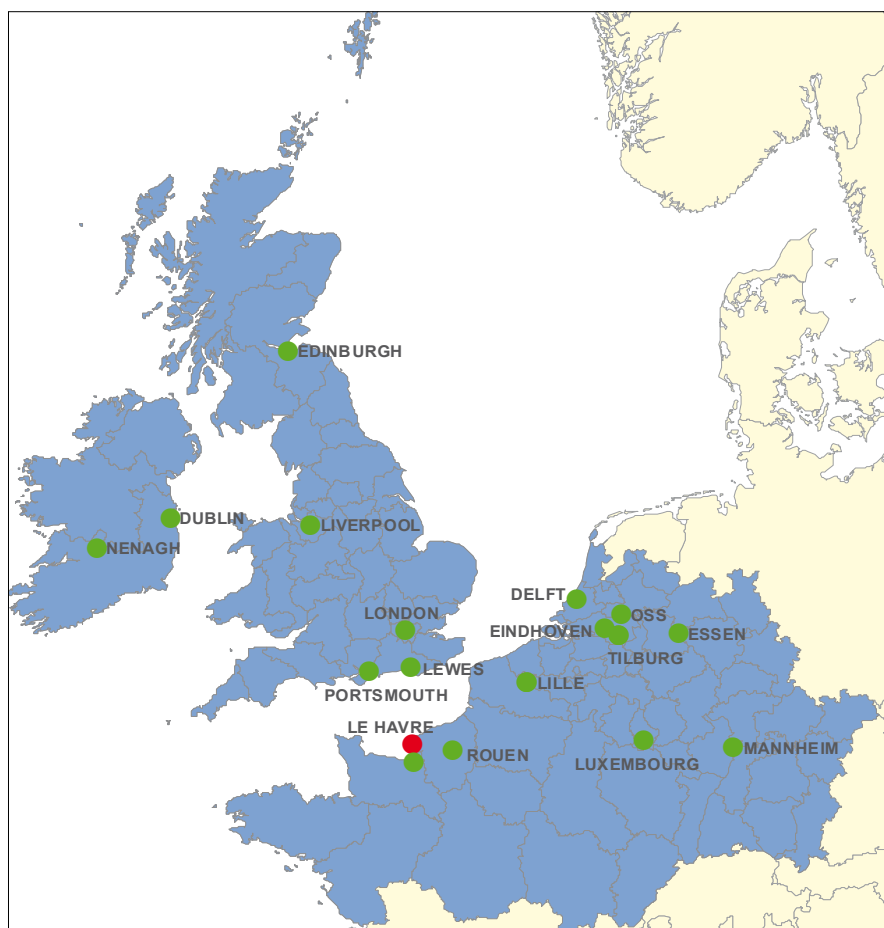 EDINBURGH
DUBLIN
LIVERPOOL
NENAGH
DELFT
OSS
LONDON
EINDHOVEN
ESSEN
TILBURG
LEWES
LILLE
PORTSMOUTH
LE HAVRE
ROUEN
MANNHEIM
LUXEMBOURG